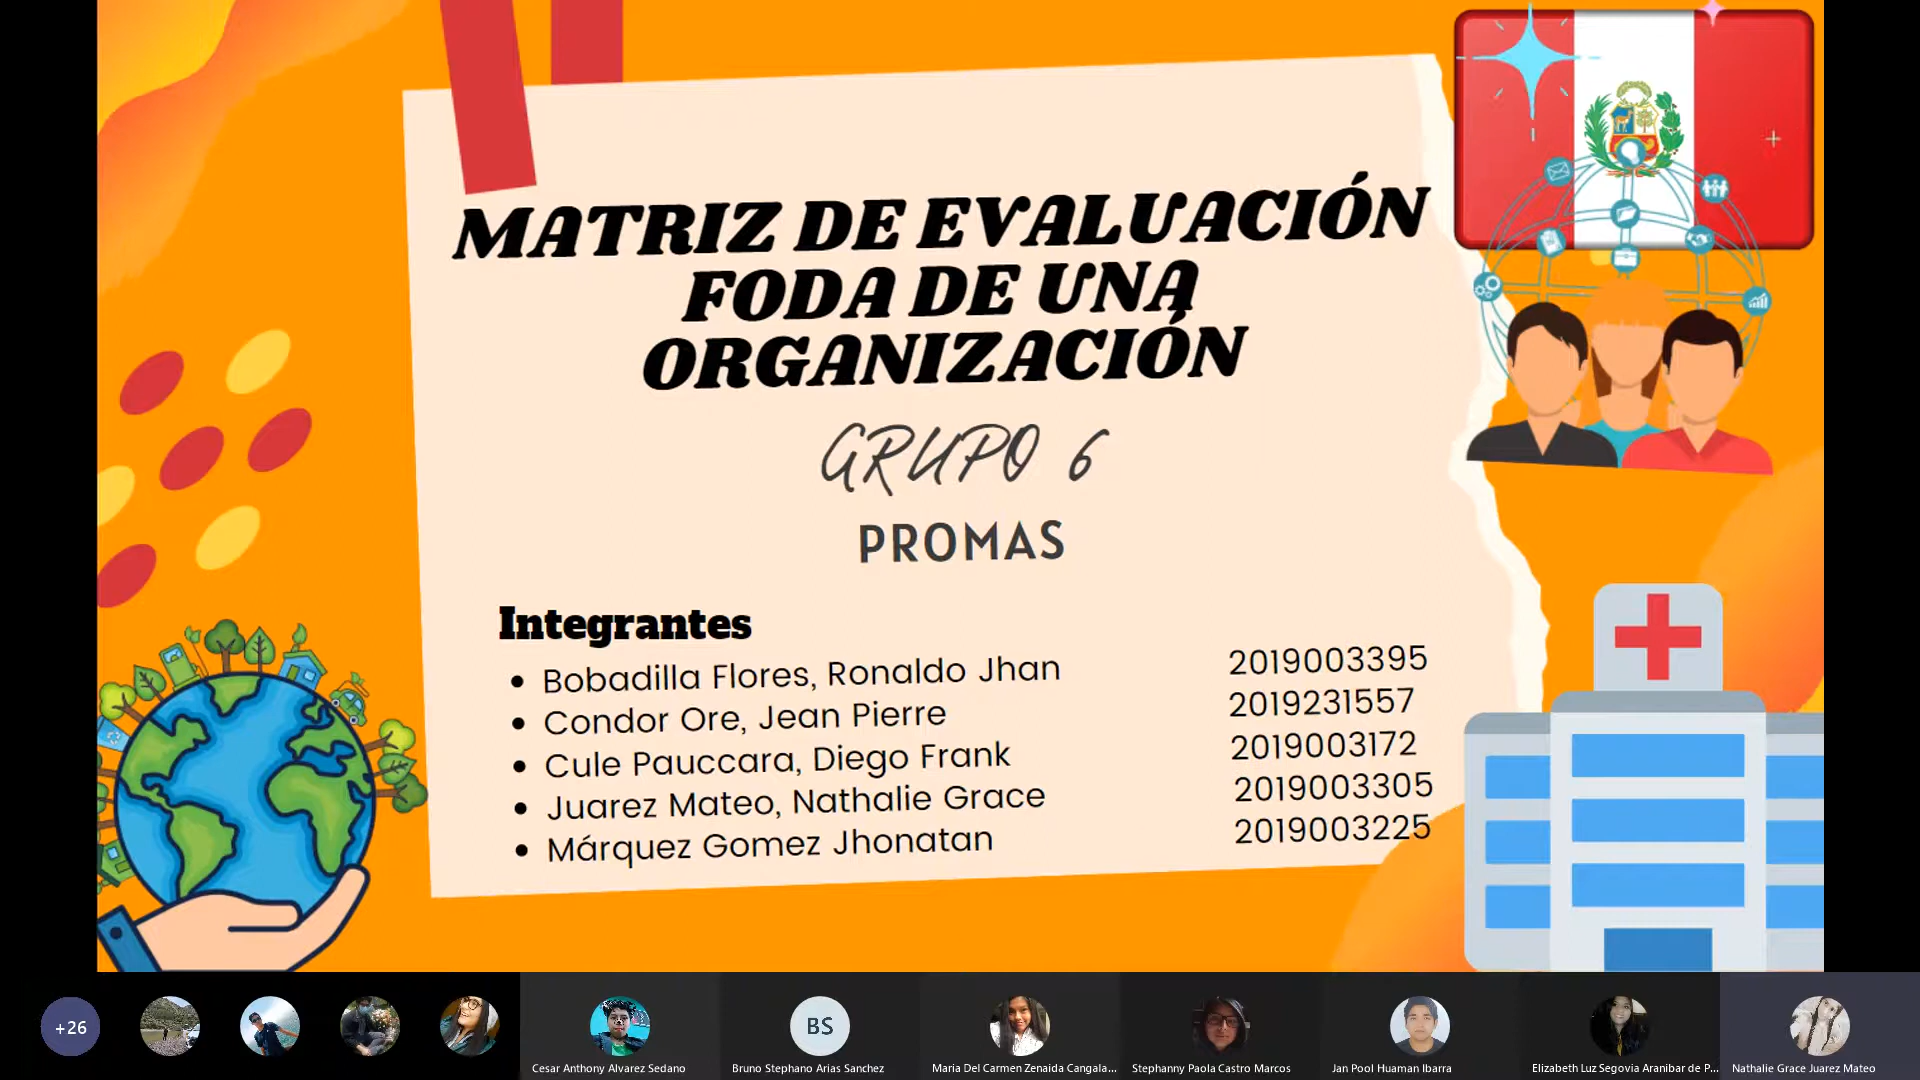 MATRIZ DE EVALUACIÓN
FODA DE UNA
ORGANIZACIÓN
GRUPO 6
PROMAS
Integrantes
• Bobadilla Flores, Ronaldo Jhan 2019003395
• Condor Ore, Jean Pierre 2019231557
• Cule Pauccara, Diego Frank 2019003172
• Juarez Mateo, Nathalie Grace 2019003305
• Márquez Gomez Jhonatan 2019003225
+26
BS
Cesar Anthony Alvarez Sedano
Bruno Stephano Arias Sanchez
Maria Del Carmen Zenaida Cangala...
Stephanny Paola Castro Marcos
Jan Pool Huaman Ibarra
Elizabeth Luz Segovia Aranibar de P...
Nathalie Grace Juarez Mateo